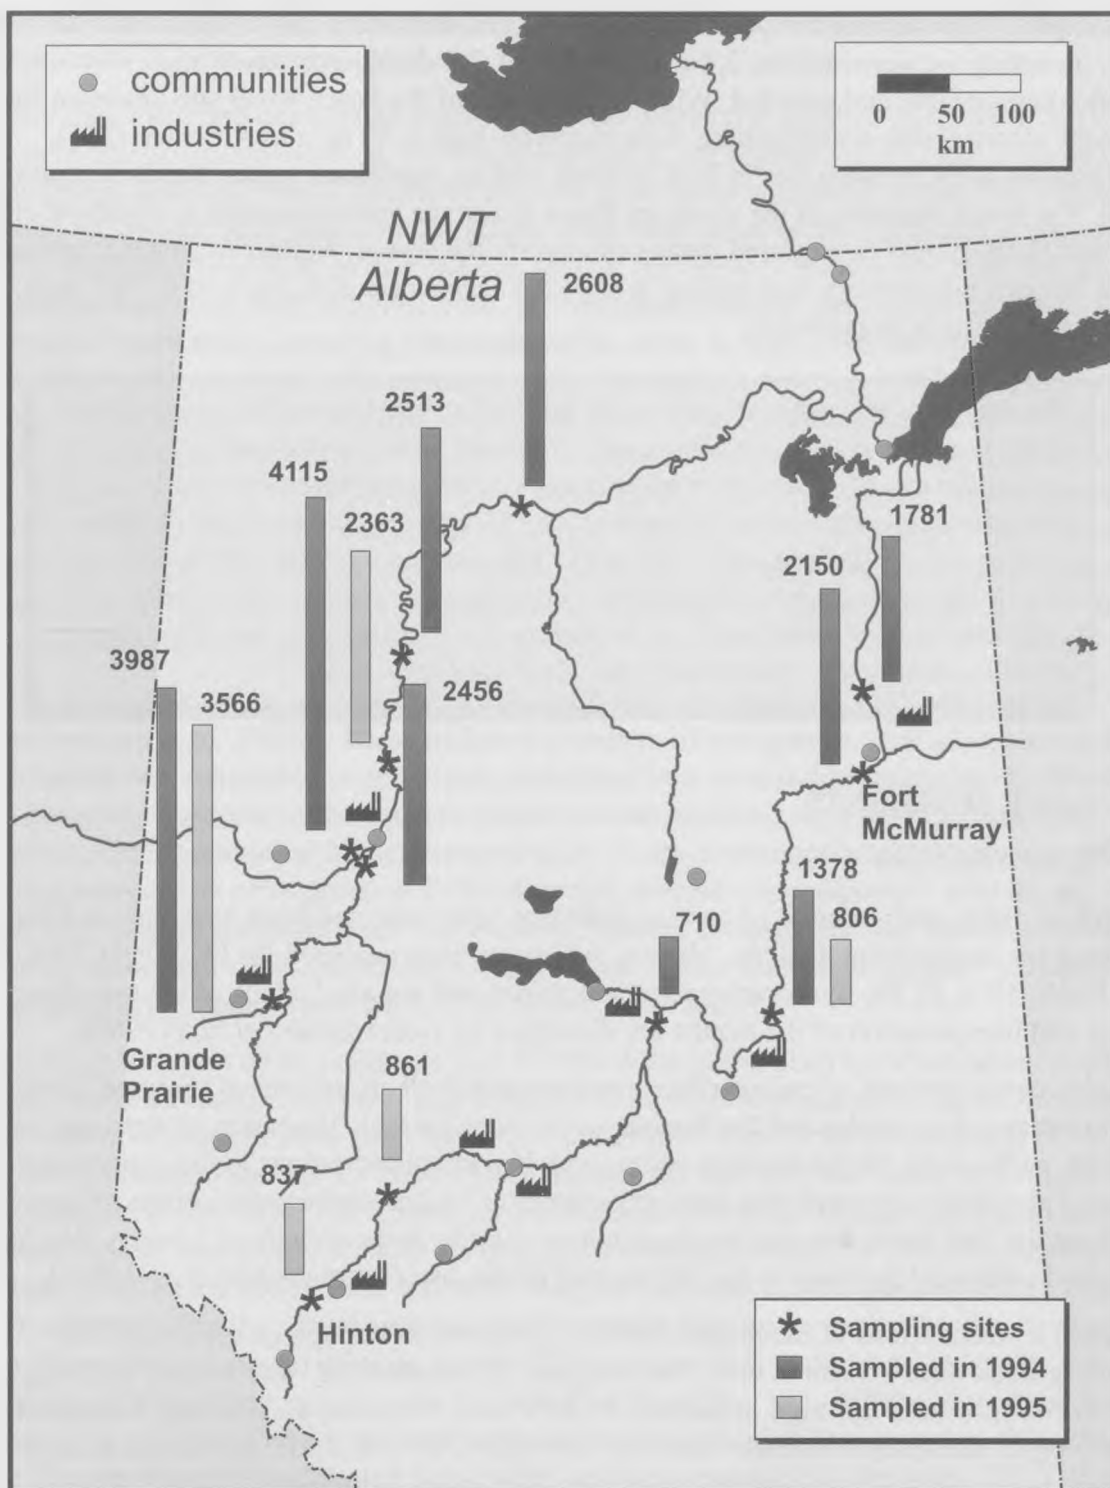 communities
industries
0 50 100
km
NWT
Alberta
2608
2513
4115
2363
1781
2150
3987
3566
2456
Fort
McMurray
1378
806
710
Grande
Prairie
861
837
Hinton
Sampling sites
Sampled in 1994
Sampled in 1995